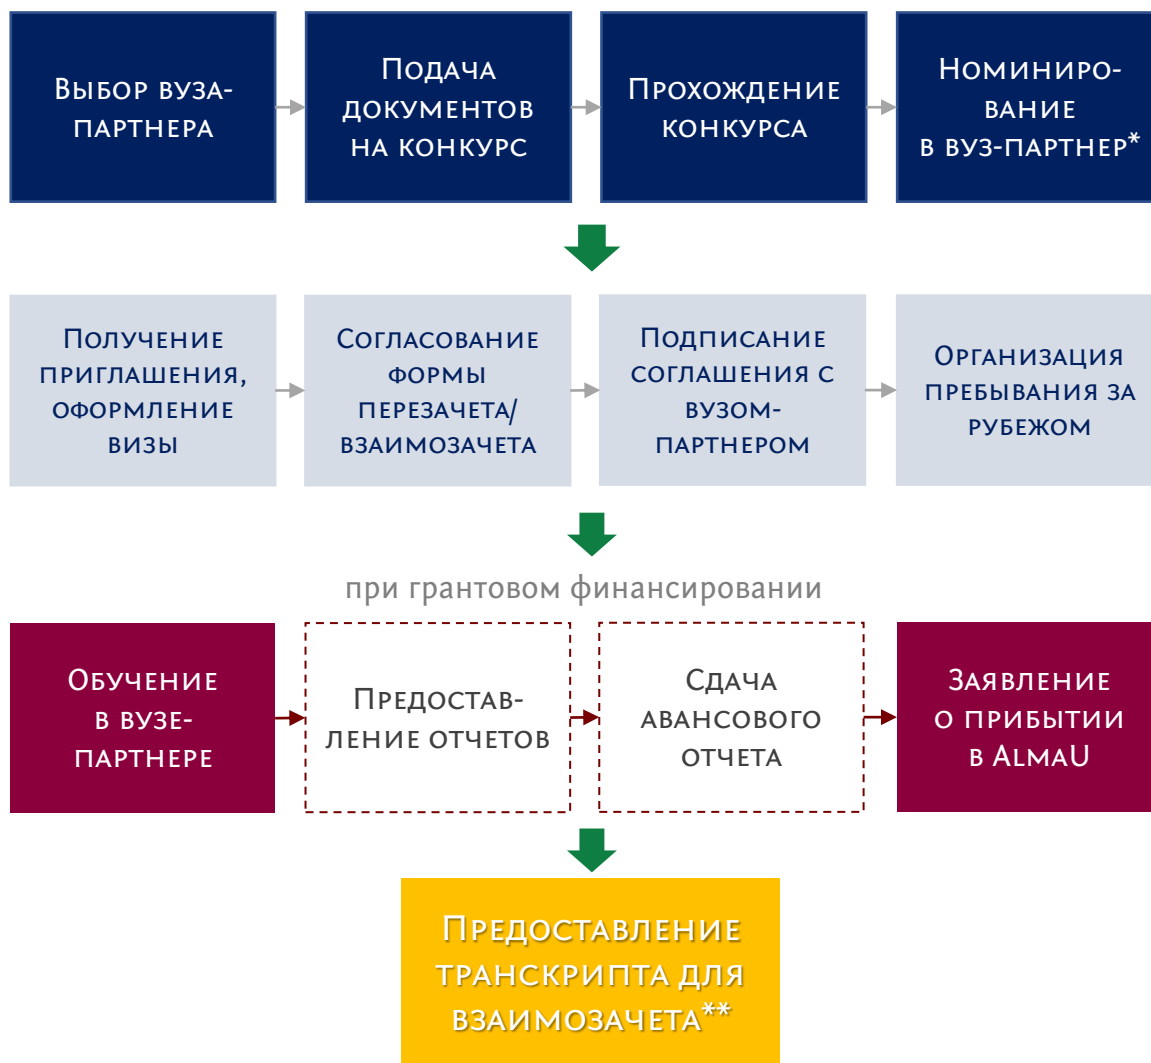 Выбор вуза-
партнера
Подача
документов
на конкурс
Прохождение
конкурса
Номиниро-
вание
в вуз-партнер*
Получение
приглашения,
оформление
визы
Согласование
формы
перезачета/
взаимозачета
Подписание
соглашения с
вузом-
партнером
Организация
пребывания за
рубежом
при грантовом финансировании
Обучение
в вузе-
партнере
Предостав-
ление отчетов
Сдача
авансового
отчета
Заявление
о прибытии
в AlmaU
Предоставление
транскрипта для
взаимозачета**